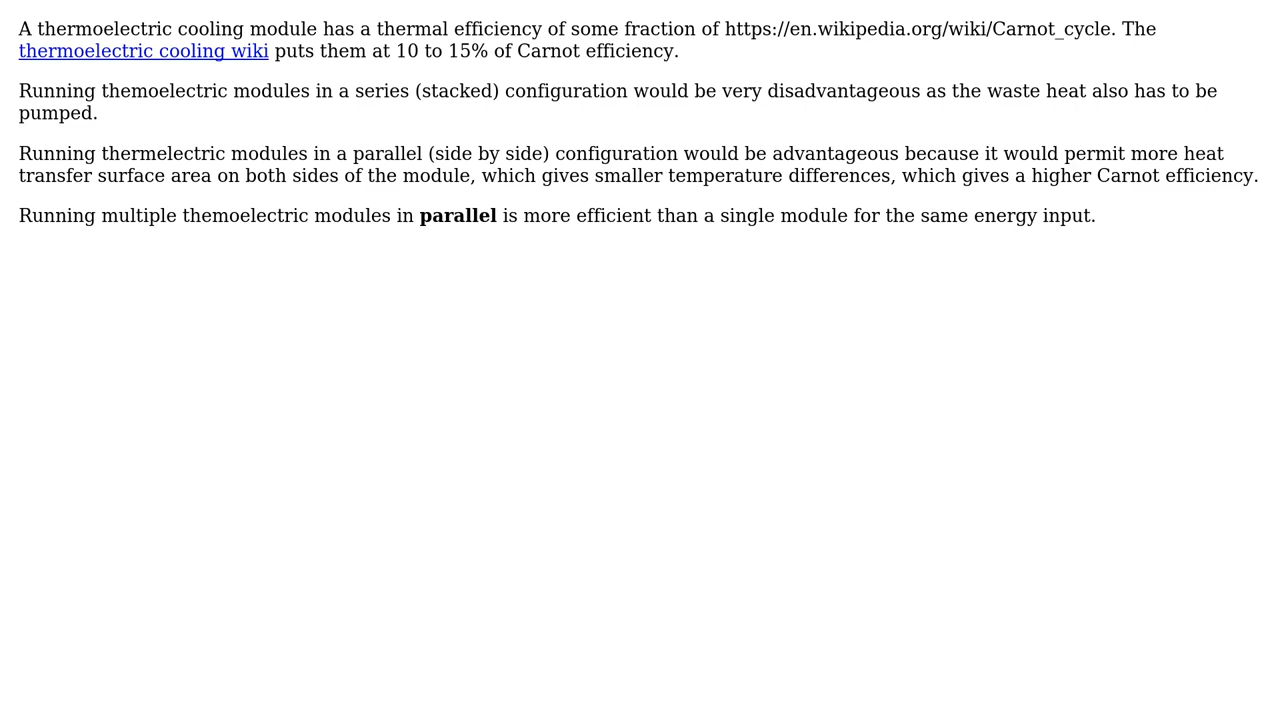 A thermoelectric cooling module has a thermal efficiency of some fraction of https://en.wikipedia.org/wiki/Carnot_cycle. The
thermoelectric cooling wiki puts them at 10 to 15% of Carnot efficiency.
Running themoelectric modules in a series (stacked) configuration would be very disadvantageous as the waste heat also has to be
pumped.
Running thermelectric modules in a parallel (side by side) configuration would be advantageous because it would permit more heat
transfer surface area on both sides of the module, which gives smaller temperature differences, which gives a higher Carnot efficiency.
Running multiple themoelectric modules in parallel is more efficient than a single module for the same energy input.